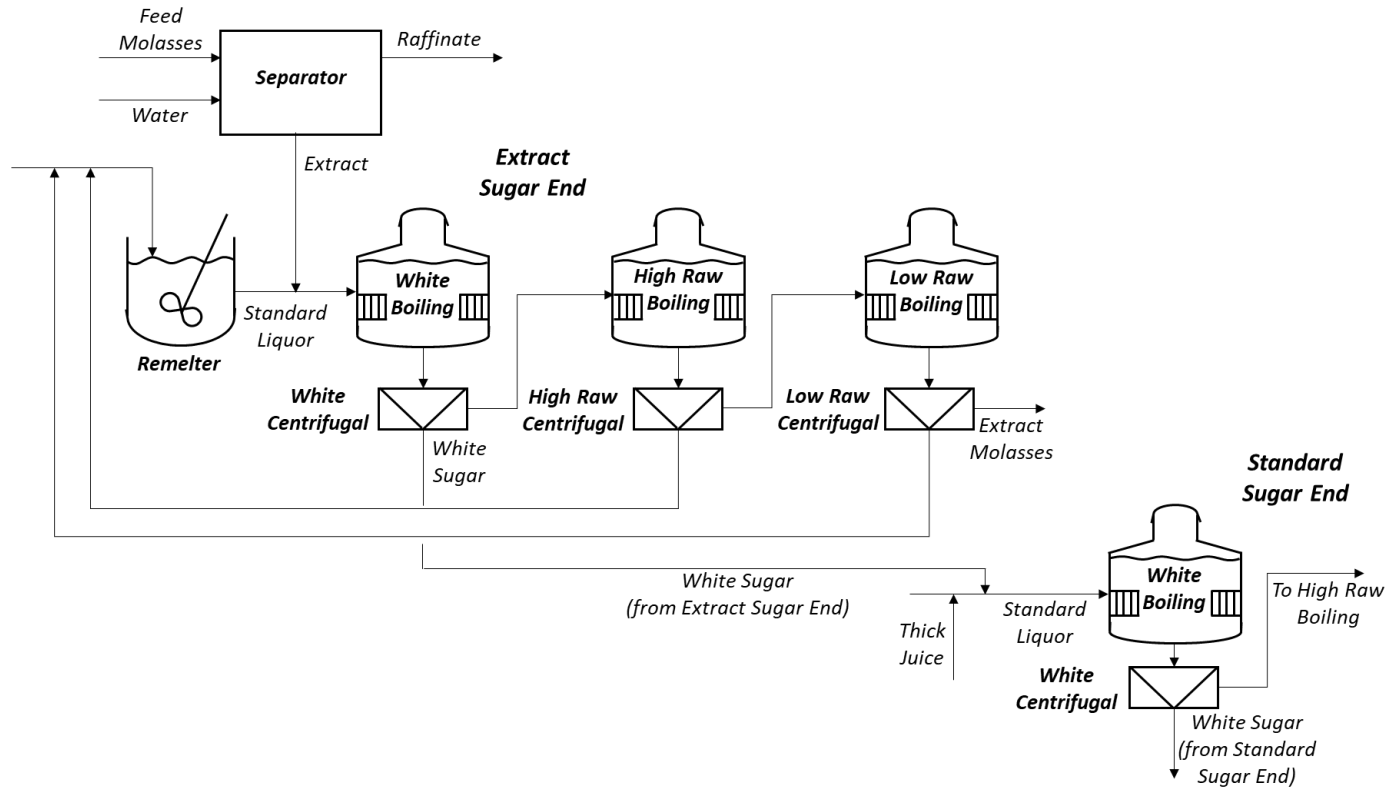 Feed
Molasses
Raffinate
Separator
Water
Extract
Extract
Sugar End
White
Boiling
High Raw
Boiling
Low Raw
Boiling
Standard
Liquor
Remelter
White
Centrifugal
High Raw
Centrifugal
Low Raw
Centrifugal
Extract
Molasses
White
Sugar
Standard
Sugar End
White
Boiling
White Sugar
(from Extract Sugar End)
To High Raw
Boiling
Standard
Liquor
Thick
Juice
White
Centrifugal
White Sugar
(from Standard
Sugar End)